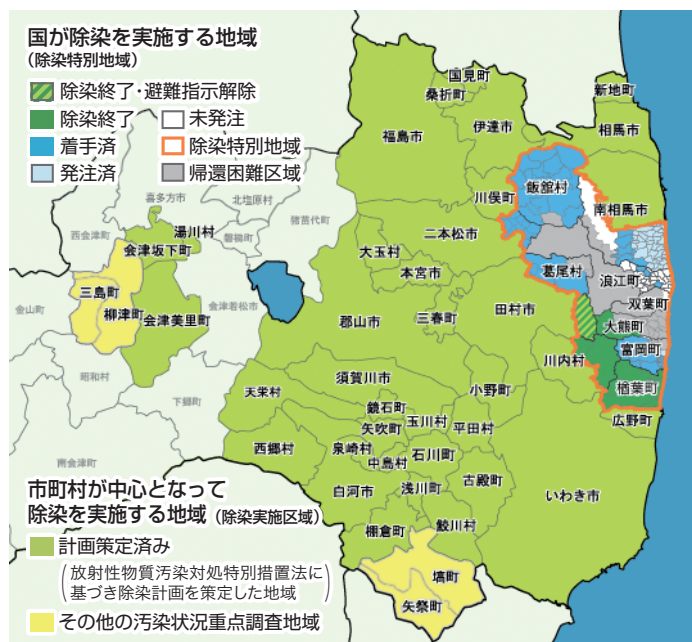 国が除染を実施する地域
(除染特別地域)
除染終了・避難指示解除
除染終了
未発注
着手済
除染特別地域
発注済
帰還困難区域
国見町
桑折町
新地町
福島市
伊達市
相馬市
飯舘村
川俣町
南相馬市
喜多方市
北塩原村
猪苗代町
湯川村
西会津町
磐梯町
会津坂下町
二本松市
大玉村
本宮市
葛尾村
浪江町
双葉町
三島町
金山町
柳津町
会津美里町
会津若松市
郡山市
三春町
田村市
大熊町
富岡町
川内村
楢葉町
昭和村
下郷町
天栄村
須賀川市
小野町
広野町
鏡石町
玉川村
矢吹町
平田村
西郷村
泉崎村
石川町
中島村
南会津町
白河市
浅川町
古殿町
いわき市
棚倉町
鮫川村
塙町
矢祭町
市町村が中心となって
除染を実施する地域 (除染実施区域)
計画策定済み
(放射性物質汚染対処特別措置法に
基づき除染計画を策定した地域)
その他の汚染状況重点調査地域